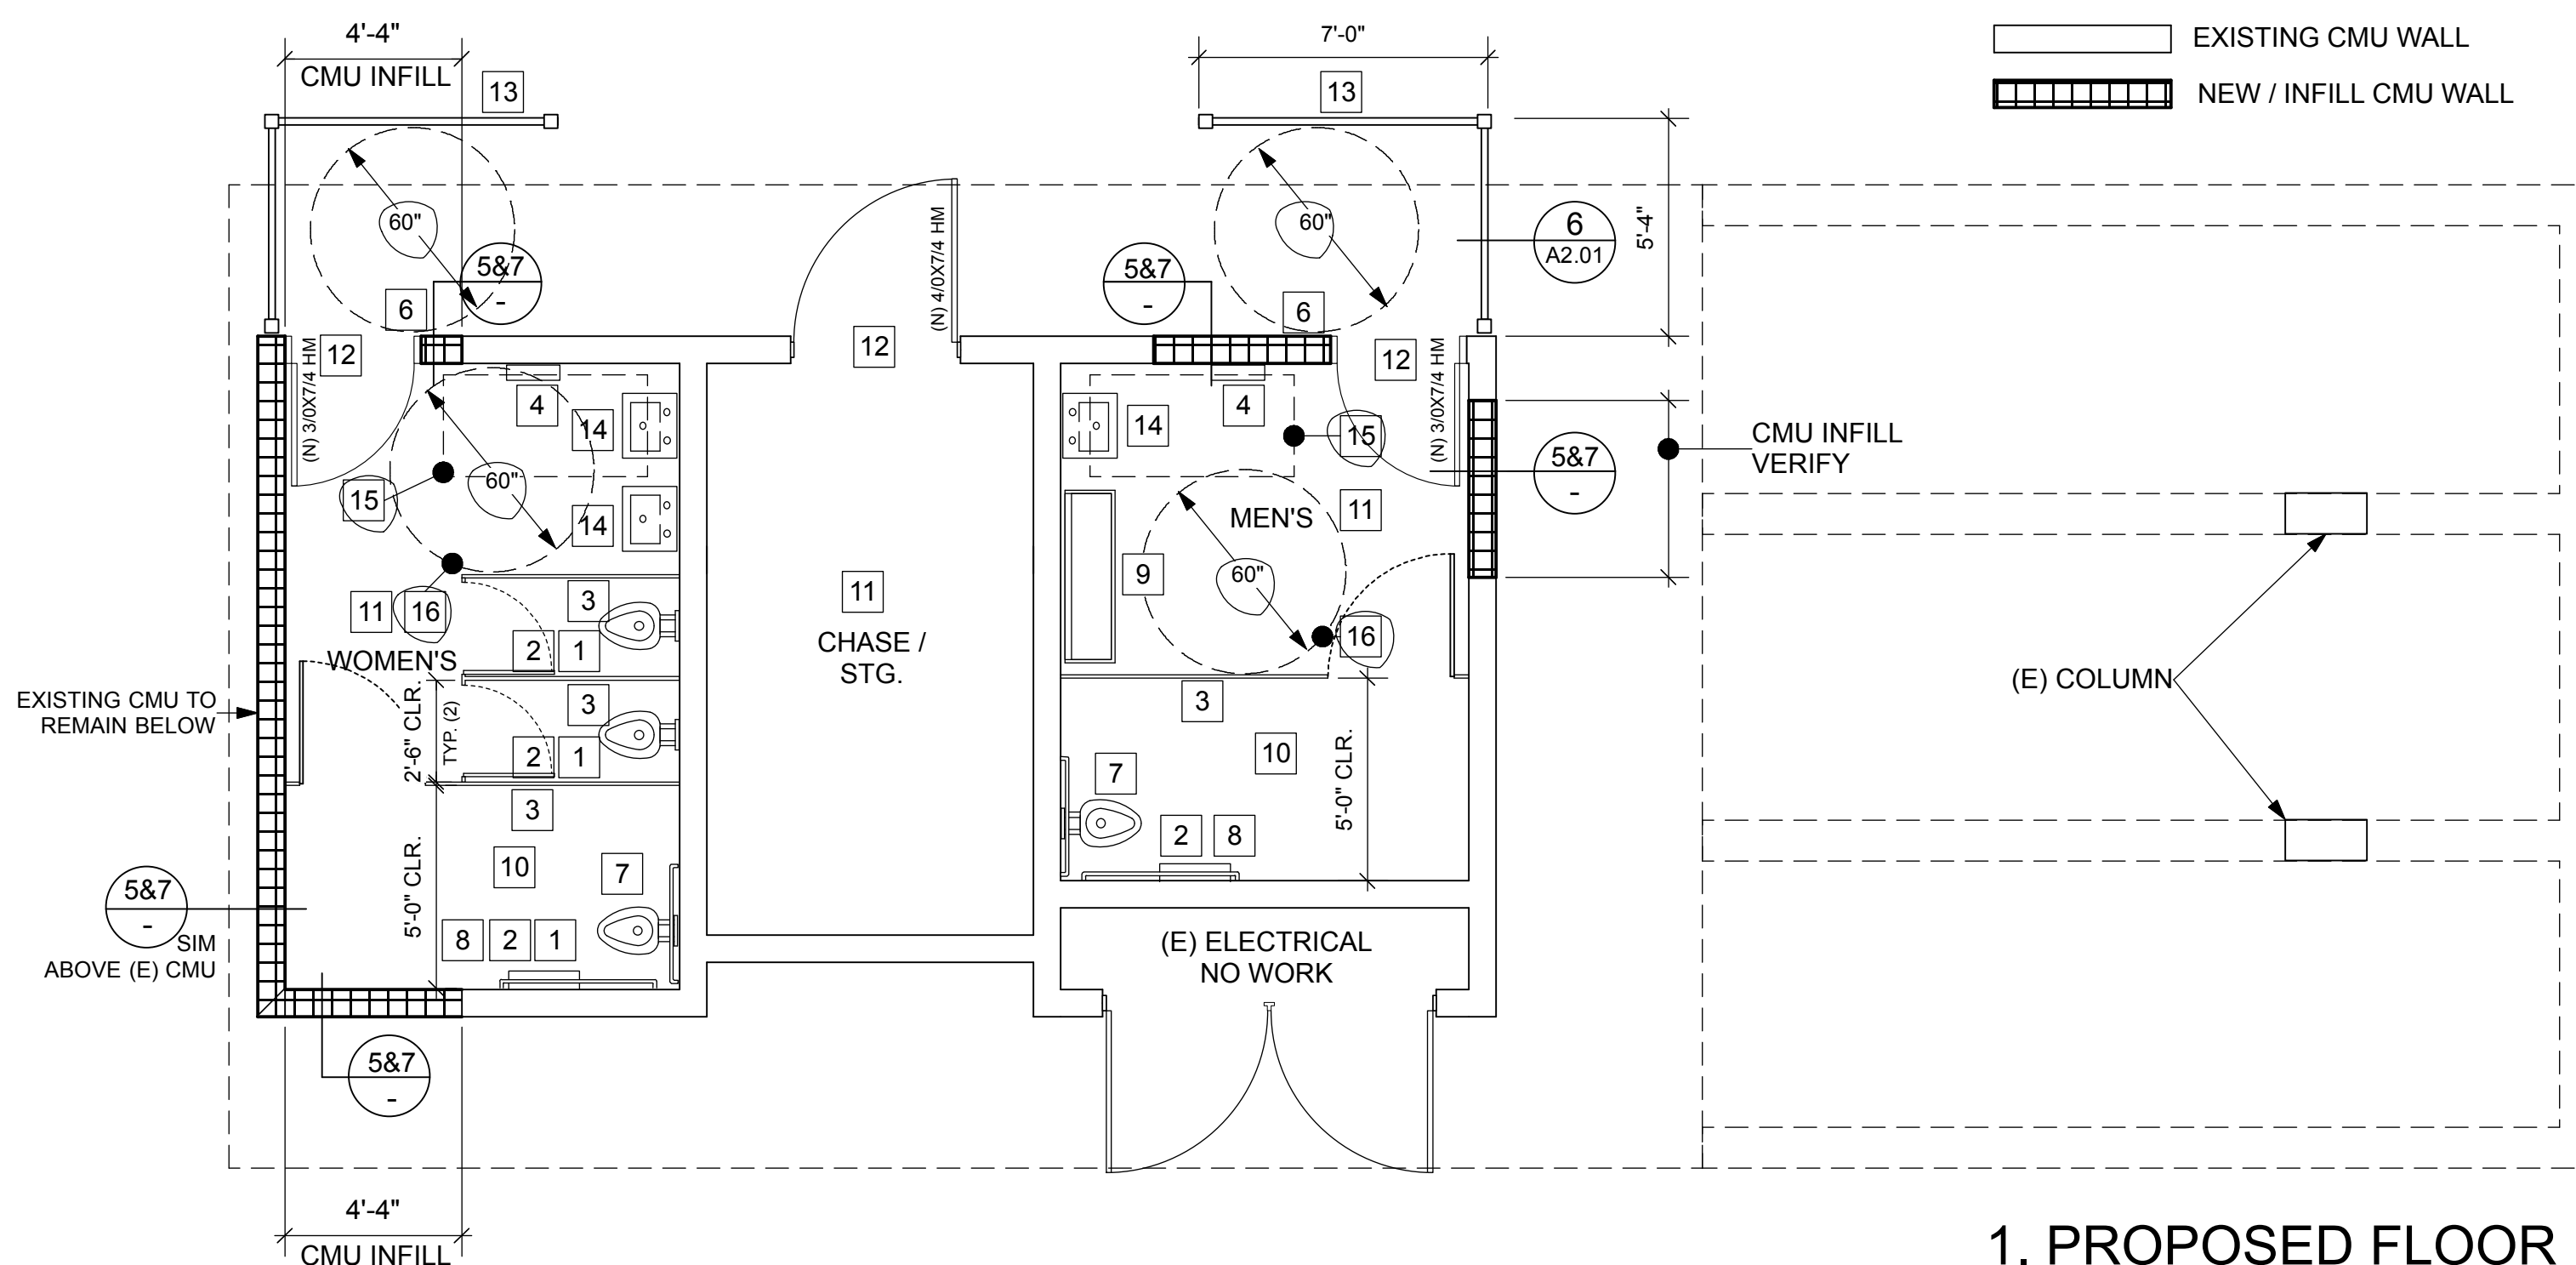 4'-4"
CMU INFILL
13
7'-0"
13
EXISTING CMU WALL
NEW / INFILL CMU WALL
60"
5&7
-
6
12
(N) 3/0X7/4 HM
4
14
60"
15
14
11
16
WOMEN'S
3
2
1
3
2
1
2'-6" CLR.
TYP. (2)
3
10
7
5'-0" CLR.
8
2
1
EXISTING CMU TO
REMAIN BELOW
5&7
-
SIM
ABOVE (E) CMU
5&7
-
4'-4"
CMU INFILL
(N) 4/0X7/4 HM
12
11
CHASE /
STG.
5&7
-
60"
6
12
(N) 3/0X7/4 HM
14
4
15
MEN'S
11
9
60"
16
3
10
7
2
8
5'-0" CLR.
(E) ELECTRICAL
NO WORK
6
A2.01
5'-4"
5&7
-
CMU INFILL
VERIFY
(E) COLUMN
1. PROPOSED FLOOR